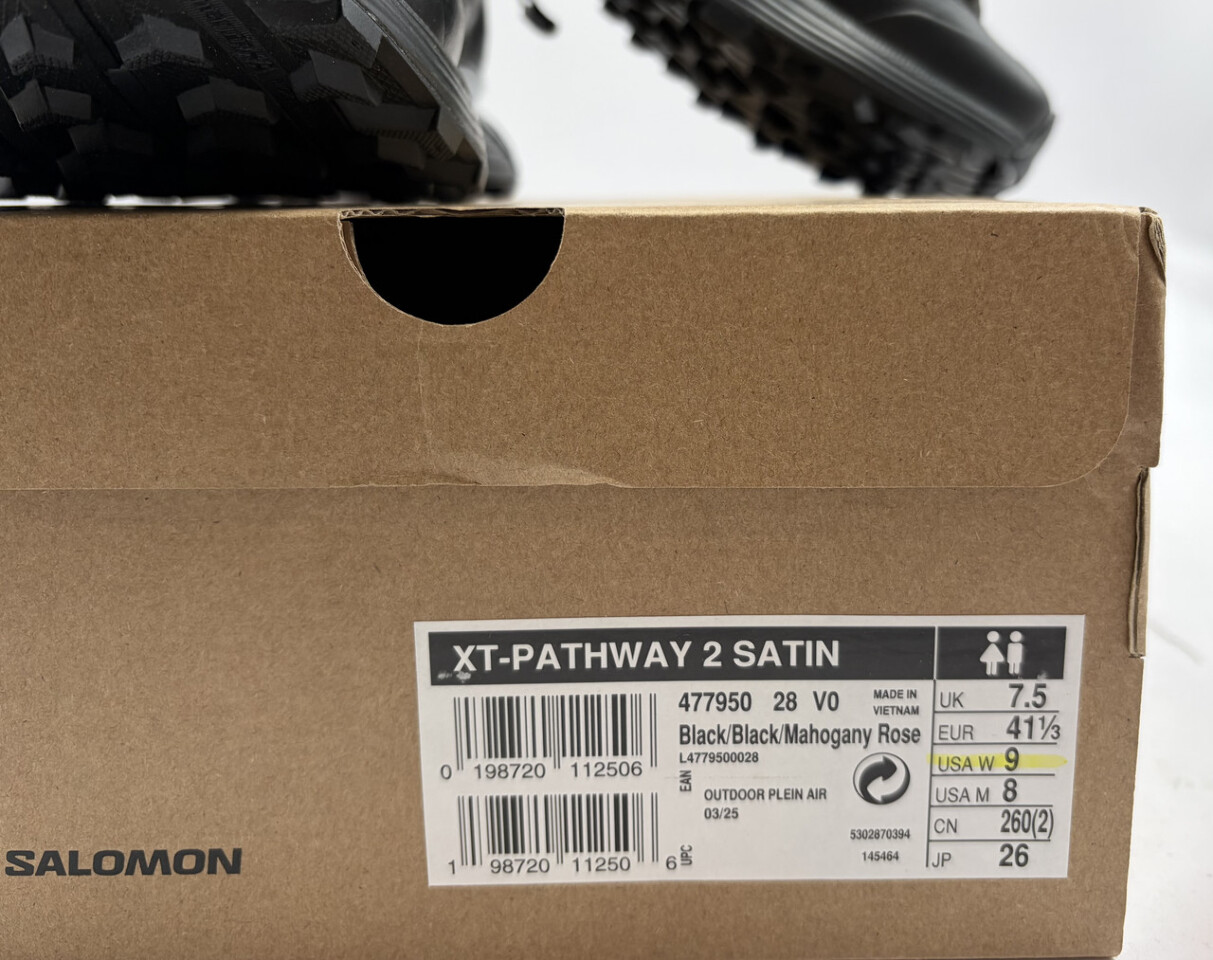 XT-PATHWAY 2 SATIN
477950 28 V0
MADE IN
VIETNAM
Black/Black/Mahogany Rose
L4779500028
0 198720 112506
EAN
OUTDOOR PLEIN AIR
03/25
5302870394
145464
1 98720 11250 6
UPC
UK 7.5
EUR 41⅓
USA W 9
USA M 8
CN 260(2)
JP 26
SALOMON